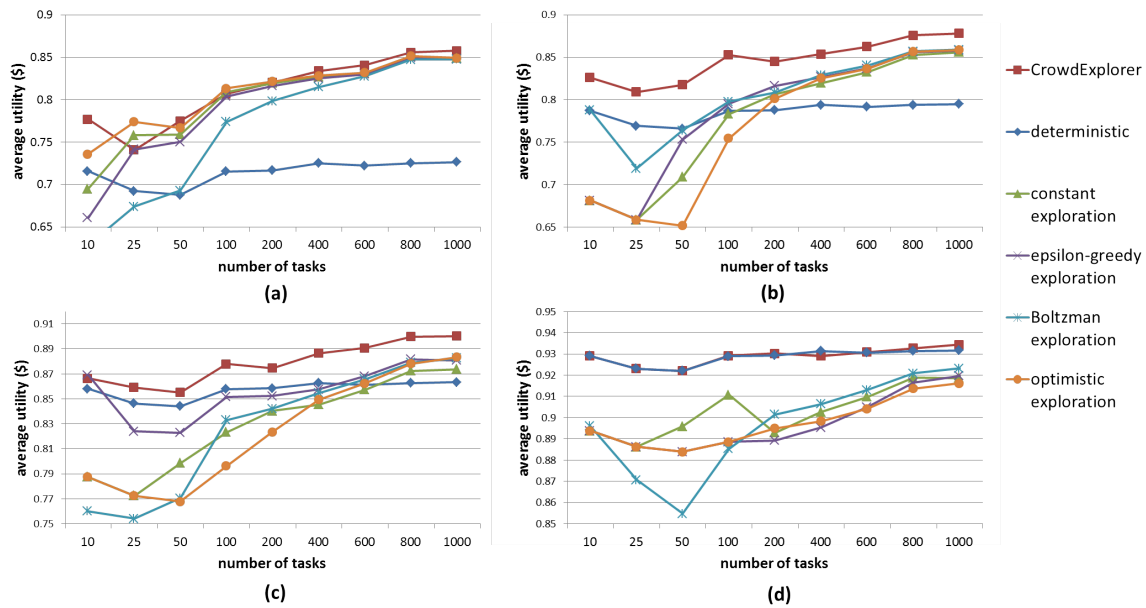 0.9
0.85
0.8
0.75
0.7
0.65
average utility ($)
10 25 50 100 200 400 600 800 1000
number of tasks
(a)
0.9
0.85
0.8
0.75
0.7
0.65
average utility ($)
10 25 50 100 200 400 600 800 1000
number of tasks
(b)
0.91
0.89
0.87
0.85
0.83
0.81
0.79
0.77
0.75
average utility ($)
10 25 50 100 200 400 600 800 1000
number of tasks
(c)
0.95
0.94
0.93
0.92
0.91
0.9
0.89
0.88
0.87
0.86
0.85
average utility ($)
10 25 50 100 200 400 600 800 1000
number of tasks
(d)
CrowdExplorer
deterministic
constant
exploration
epsilon-greedy
exploration
Boltzman
exploration
optimistic
exploration